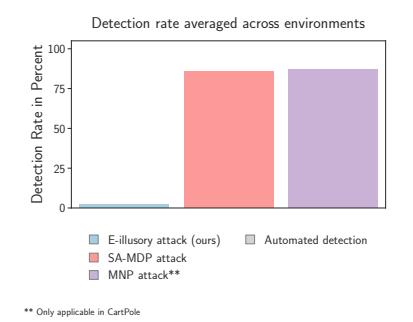 Detection rate averaged across environments
Detection Rate in Percent
100
75
50
25
0
E-illusory attack (ours)
Automated detection
SA-MDP attack
MNP attack**
** Only applicable in CartPole